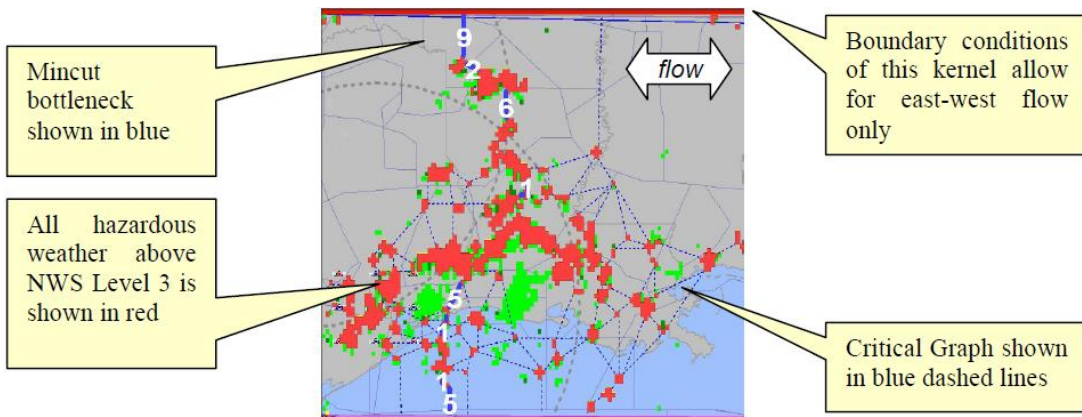 Mincut
bottleneck
shown in blue
All hazardous
weather above
NWS Level 3 is
shown in red
9
2
6
1
5
1
1
5
flow
Boundary conditions
of this kernel allow
for east-west flow
only
Critical Graph shown
in blue dashed lines